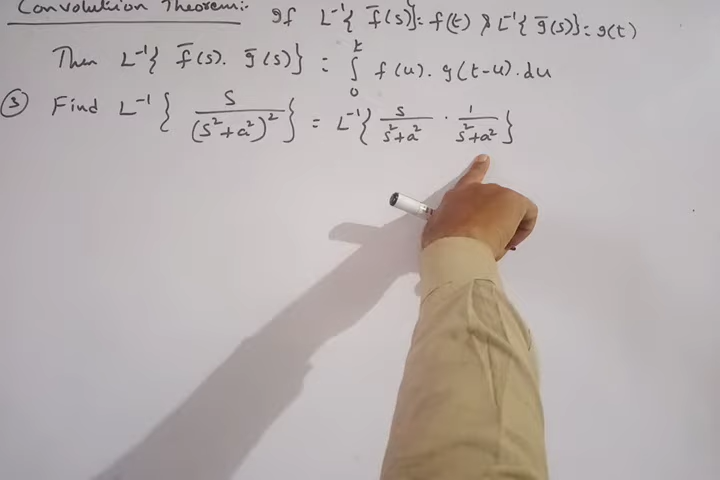 Convolution Theorem:- If L⁻¹{ f̄(s)} = f(t) & L⁻¹{ ḡ(s)} = g(t)
Then L⁻¹{ f̄(s). ḡ(s)} = ∫₀ᵗ f(u). g(t-u). du
③ Find L⁻¹{ s/(s²+a²)² } = L⁻¹{ s/(s²+a²) · 1/(s²+a²) }